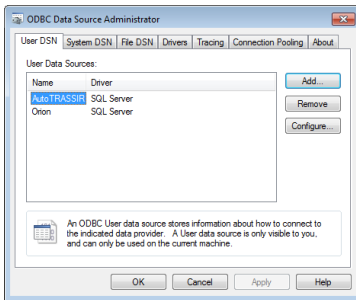 ODBC Data Source Administrator
User DSN System DSN File DSN Drivers Tracing Connection Pooling About
User Data Sources:
Name Driver
AutoTRASSIR SQL Server
Orion SQL Server
Add...
Remove
Configure...
An ODBC User data source stores information about how to connect to
the indicated data provider. A User data source is only visible to you,
and can only be used on the current machine.
OK Cancel Apply Help